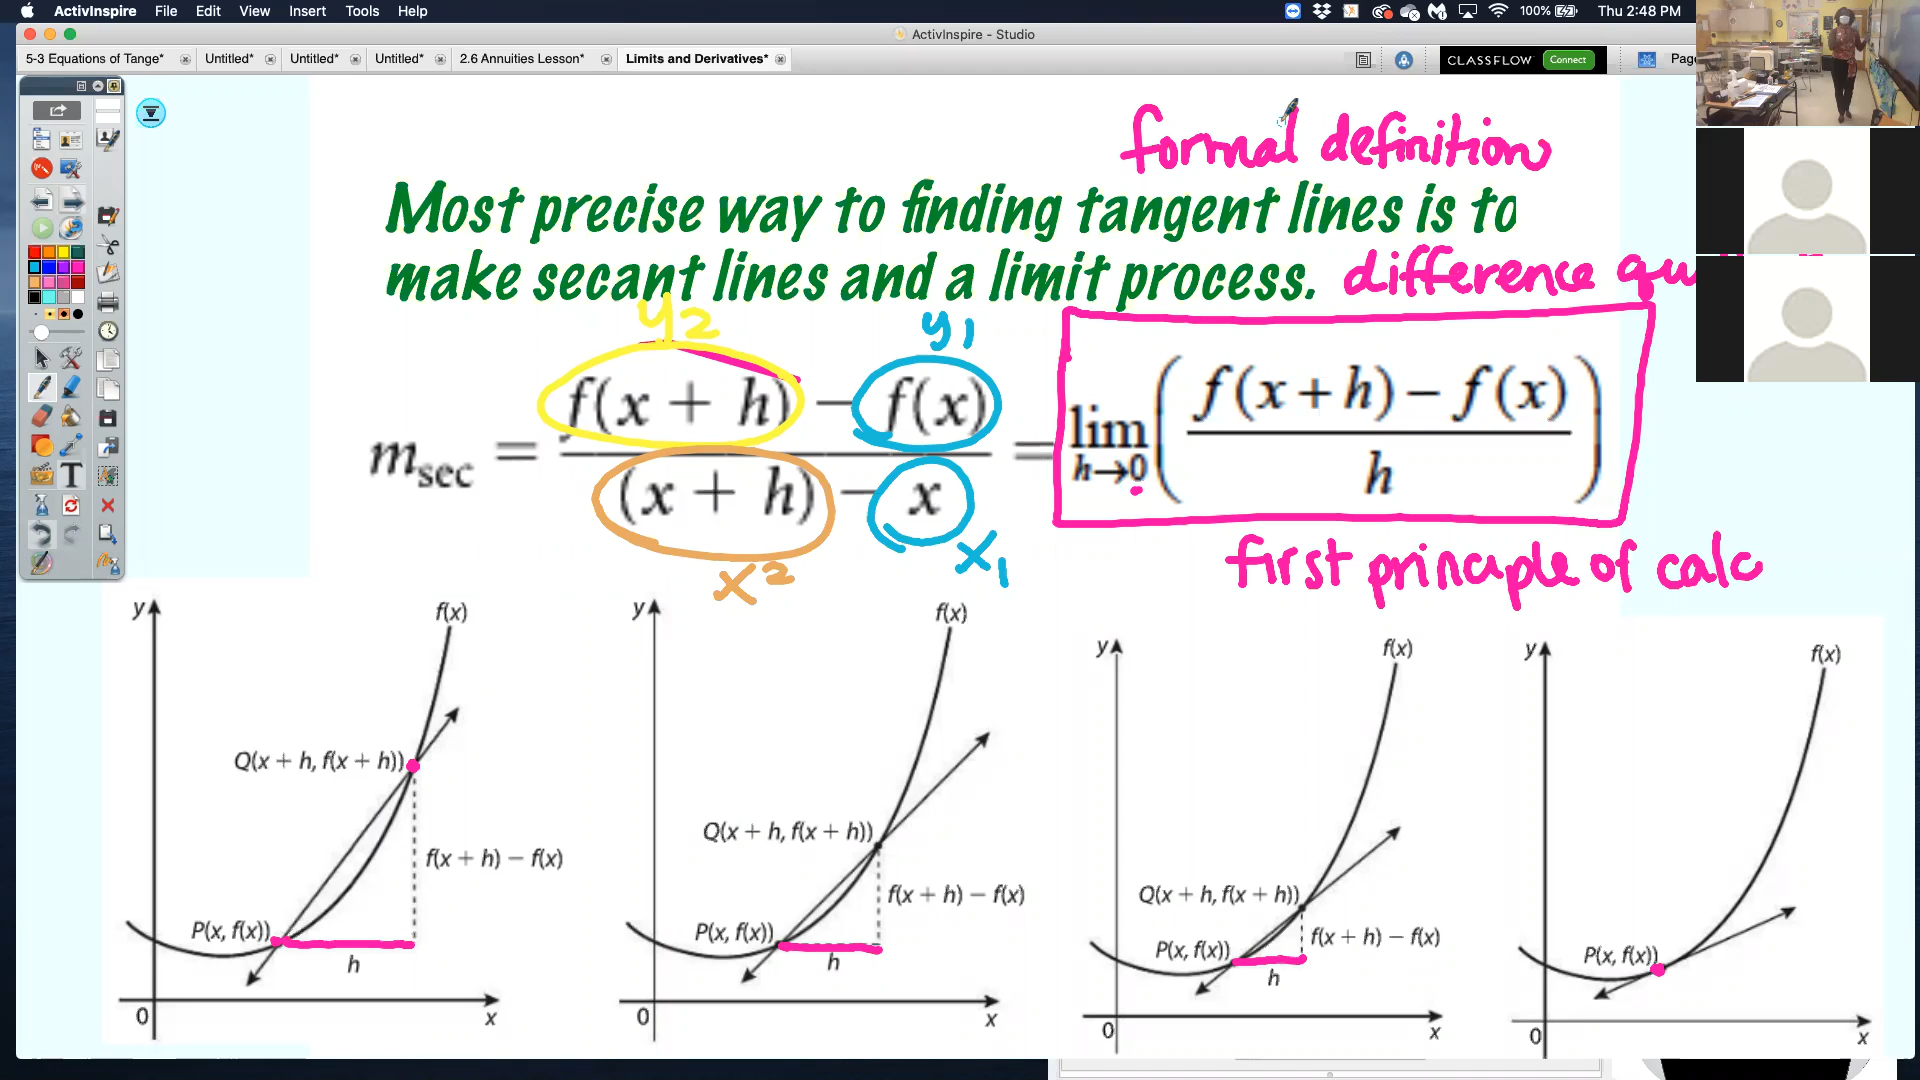 ActivInspire File Edit View Insert Tools Help 100% Thu 2:48 PM
ActivInspire - Studio
5-3 Equations of Tange* Untitled* Untitled* Untitled* 2.6 Annuities Lesson* Limits and Derivatives* CLASSFLOW Connect
formal definition
Most precise way to finding tangent lines is to
make secant lines and a limit process. difference
y2 y1
m_sec = (f(x + h) − f(x)) / ((x + h) − x) = lim h→0 ( (f(x+h) − f(x)) / h )
x2 x1
first principle of calc
y f(x) y f(x) y f(x) y f(x)
Q(x + h, f(x + h)) Q(x + h, f(x + h)) Q(x + h, f(x + h))
f(x + h) − f(x) f(x + h) − f(x) f(x + h) − f(x)
P(x, f(x)) P(x, f(x)) P(x, f(x)) P(x, f(x))
h h h
0 x 0 x 0 x 0 x
T